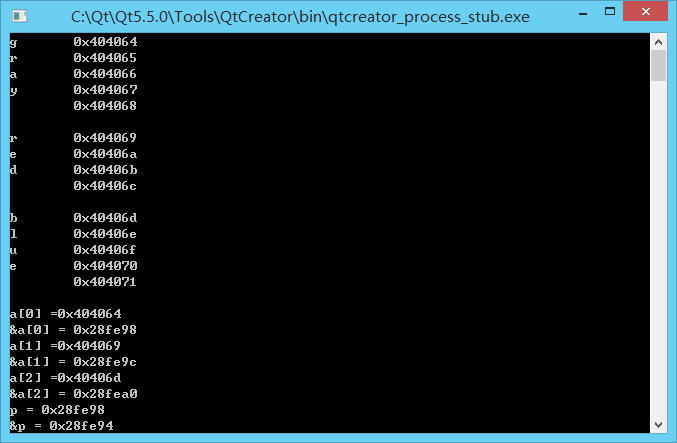 C:\Qt\Qt5.5.0\Tools\QtCreator\bin\qtcreator_process_stub.exe
g 0x404064
r 0x404065
a 0x404066
y 0x404067
0x404068
r 0x404069
e 0x40406a
d 0x40406b
0x40406c
b 0x40406d
l 0x40406e
u 0x40406f
e 0x404070
0x404071
a[0] =0x404064
&a[0] = 0x28fe98
a[1] =0x404069
&a[1] = 0x28fe9c
a[2] =0x40406d
&a[2] = 0x28fea0
p = 0x28fe98
&p = 0x28fe94